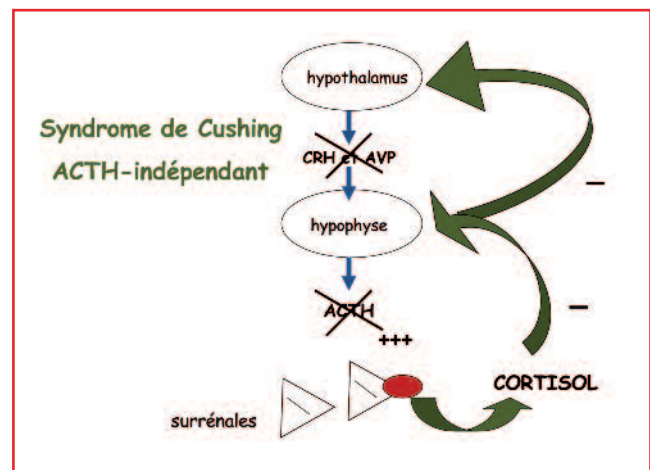 hypothalamus
Syndrome de Cushing
ACTH-indépendant
CRH et AVP
–
hypophyse
–
ACTH
+++
CORTISOL
surrénales